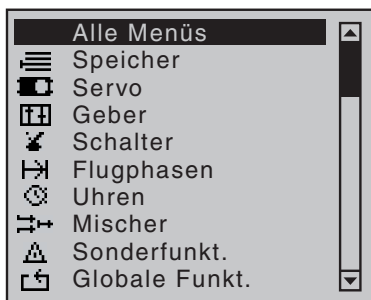 Alle Menüs
Speicher
Servo
Geber
Schalter
Flugphasen
Uhren
Mischer
Sonderfunkt.
Globale Funkt.